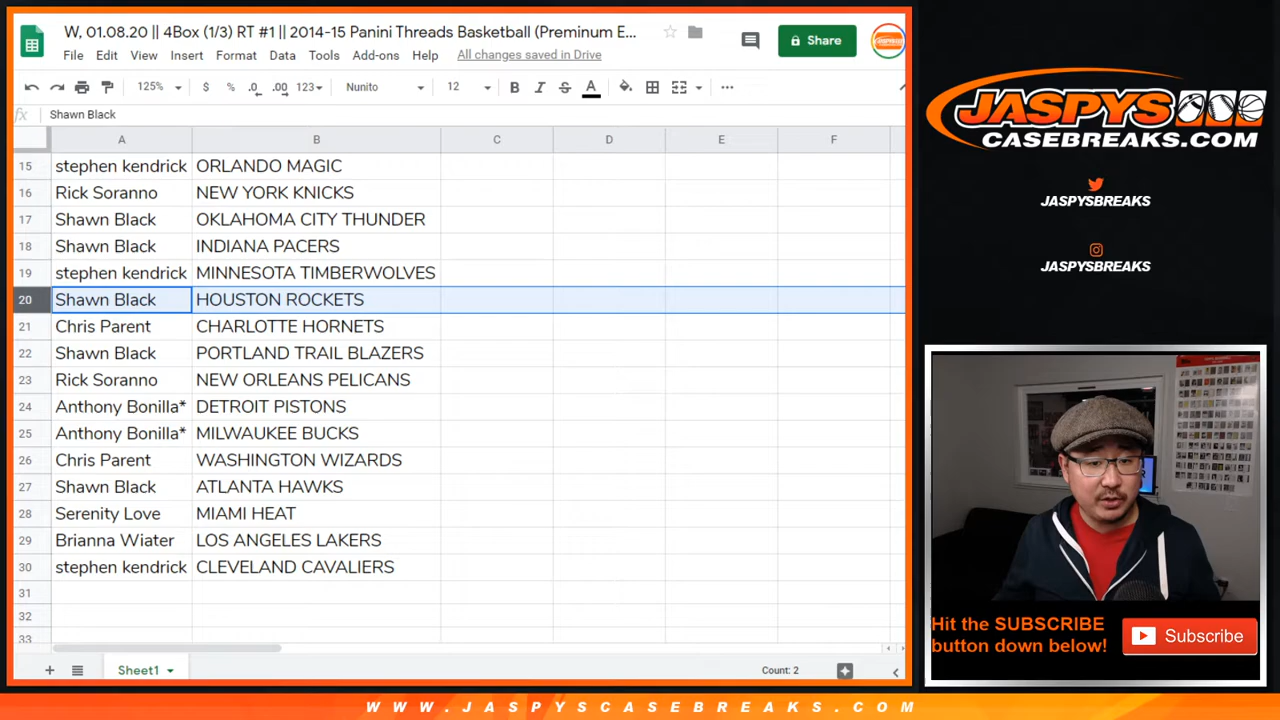 W, 01.08.20 || 4Box (1/3) RT #1 || 2014-15 Panini Threads Basketball (Preminum E...
File Edit View Insert Format Data Tools Add-ons Help All changes saved in Drive
Share
125% $ % .0 .00 123 Nunito 12 B I S A
fx Shawn Black
A B C D E F
15 stephen kendrick ORLANDO MAGIC
16 Rick Soranno NEW YORK KNICKS
17 Shawn Black OKLAHOMA CITY THUNDER
18 Shawn Black INDIANA PACERS
19 stephen kendrick MINNESOTA TIMBERWOLVES
20 Shawn Black HOUSTON ROCKETS
21 Chris Parent CHARLOTTE HORNETS
22 Shawn Black PORTLAND TRAIL BLAZERS
23 Rick Soranno NEW ORLEANS PELICANS
24 Anthony Bonilla* DETROIT PISTONS
25 Anthony Bonilla* MILWAUKEE BUCKS
26 Chris Parent WASHINGTON WIZARDS
27 Shawn Black ATLANTA HAWKS
28 Serenity Love MIAMI HEAT
29 Brianna Wiater LOS ANGELES LAKERS
30 stephen kendrick CLEVELAND CAVALIERS
31
32
33
Sheet1
Count: 2
JASPYS
CASEBREAKS.COM
JASPYSBREAKS
JASPYSBREAKS
Hit the SUBSCRIBE
button down below!
Subscribe
WWW.JASPYSCASEBREAKS.COM